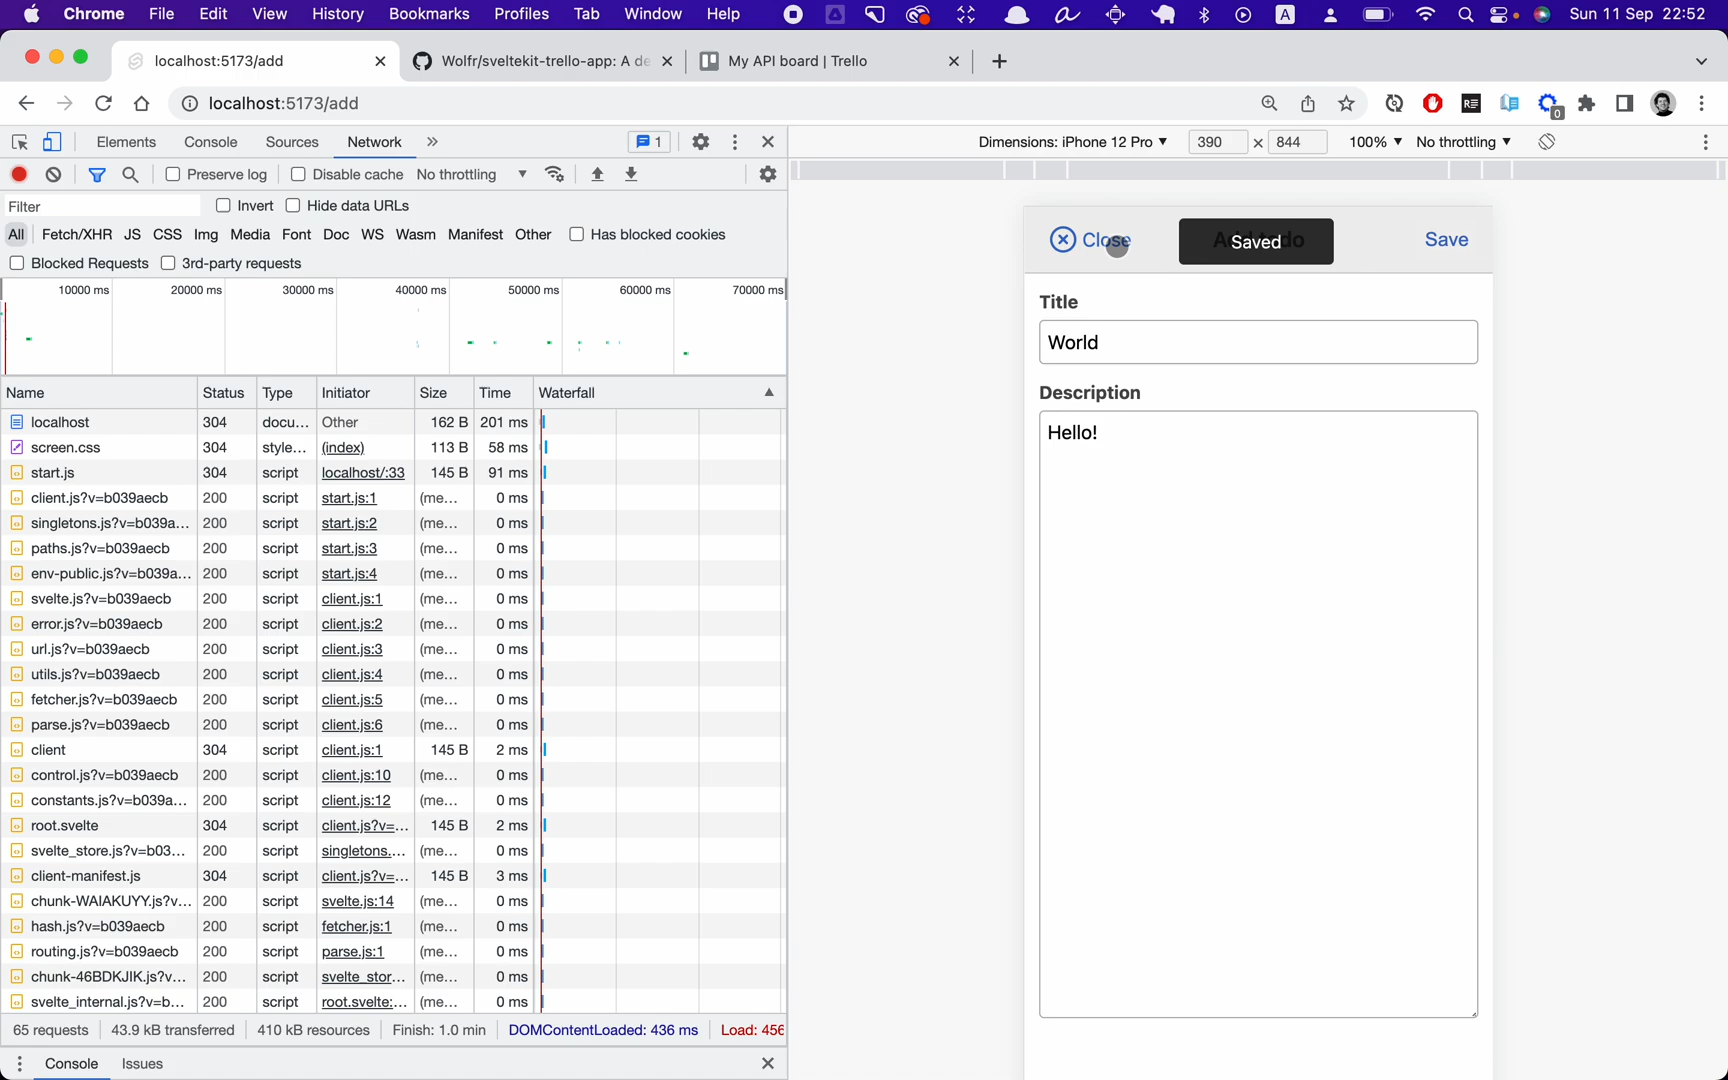 Chrome File Edit View History Bookmarks Profiles Tab Window Help A Sun 11 Sep 22:52
localhost:5173/add
Wolfr/sveltekit-trello-app: A de
My API board | Trello
localhost:5173/add
0
Elements Console Sources Network 1
Preserve log Disable cache No throttling
Filter Invert Hide data URLs
All Fetch/XHR JS CSS Img Media Font Doc WS Wasm Manifest Other Has blocked cookies
Blocked Requests 3rd-party requests
10000 ms 20000 ms 30000 ms 40000 ms 50000 ms 60000 ms 70000 ms
Name Status Type Initiator Size Time Waterfall
localhost 304 docu... Other 162 B 201 ms
screen.css 304 style... (index) 113 B 58 ms
start.js 304 script localhost/:33 145 B 91 ms
client.js?v=b039aecb 200 script start.js:1 (me... 0 ms
singletons.js?v=b039a... 200 script start.js:2 (me... 0 ms
paths.js?v=b039aecb 200 script start.js:3 (me... 0 ms
env-public.js?v=b039a... 200 script start.js:4 (me... 0 ms
svelte.js?v=b039aecb 200 script client.js:1 (me... 0 ms
error.js?v=b039aecb 200 script client.js:2 (me... 0 ms
url.js?v=b039aecb 200 script client.js:3 (me... 0 ms
utils.js?v=b039aecb 200 script client.js:4 (me... 0 ms
fetcher.js?v=b039aecb 200 script client.js:5 (me... 0 ms
parse.js?v=b039aecb 200 script client.js:6 (me... 0 ms
client 304 script client.js:1 145 B 2 ms
control.js?v=b039aecb 200 script client.js:10 (me... 0 ms
constants.js?v=b039a... 200 script client.js:12 (me... 0 ms
root.svelte 304 script client.js?v=... 145 B 2 ms
svelte_store.js?v=b03... 200 script singletons.... (me... 0 ms
client-manifest.js 304 script client.js?v=... 145 B 3 ms
chunk-WAIAKUYY.js?v... 200 script svelte.js:14 (me... 0 ms
hash.js?v=b039aecb 200 script fetcher.js:1 (me... 0 ms
routing.js?v=b039aecb 200 script parse.js:1 (me... 0 ms
chunk-46BDKJIK.js?v... 200 script svelte_stor... (me... 0 ms
svelte_internal.js?v=b... 200 script root.svelte:... (me... 0 ms
65 requests 43.9 kB transferred 410 kB resources Finish: 1.0 min DOMContentLoaded: 436 ms Load: 456
Console Issues
Dimensions: iPhone 12 Pro 390 × 844 100% No throttling
Close Add todo Save
Saved
Title
World
Description
Hello!